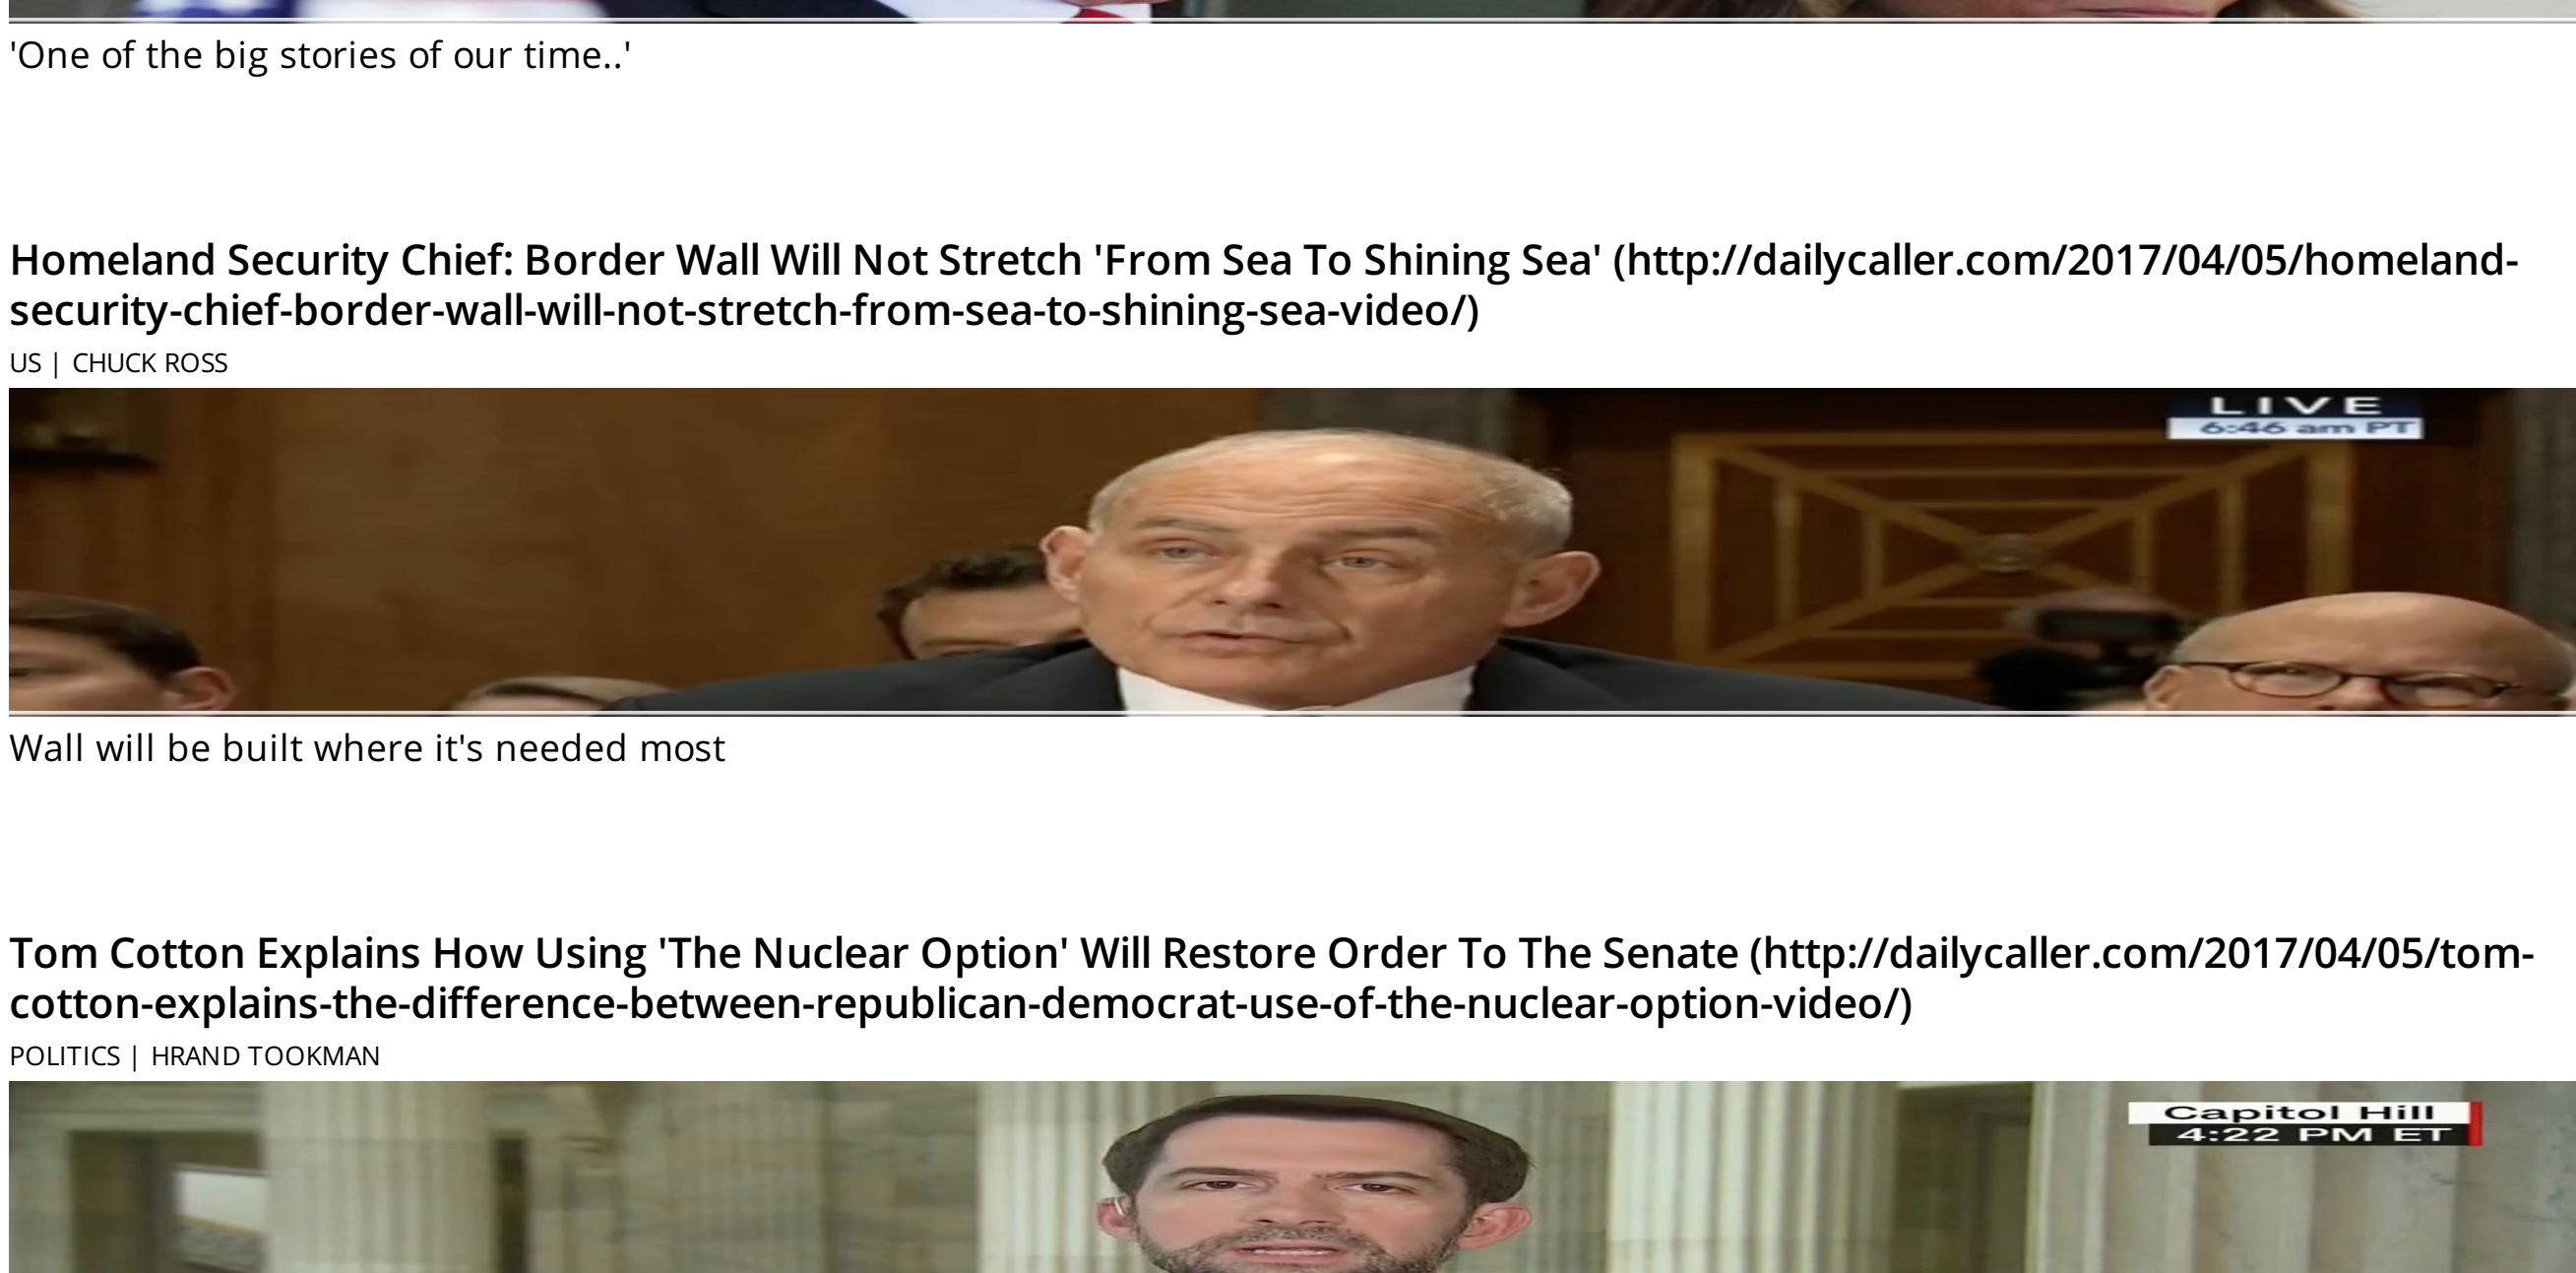 'One of the big stories of our time..'
Homeland Security Chief: Border Wall Will Not Stretch 'From Sea To Shining Sea' (http://dailycaller.com/2017/04/05/homeland-
security-chief-border-wall-will-not-stretch-from-sea-to-shining-sea-video/)
US | CHUCK ROSS
LIVE
6:46 am PT
Wall will be built where it's needed most
Tom Cotton Explains How Using 'The Nuclear Option' Will Restore Order To The Senate (http://dailycaller.com/2017/04/05/tom-
cotton-explains-the-difference-between-republican-democrat-use-of-the-nuclear-option-video/)
POLITICS | HRAND TOOKMAN
Capitol Hill
4:22 PM ET